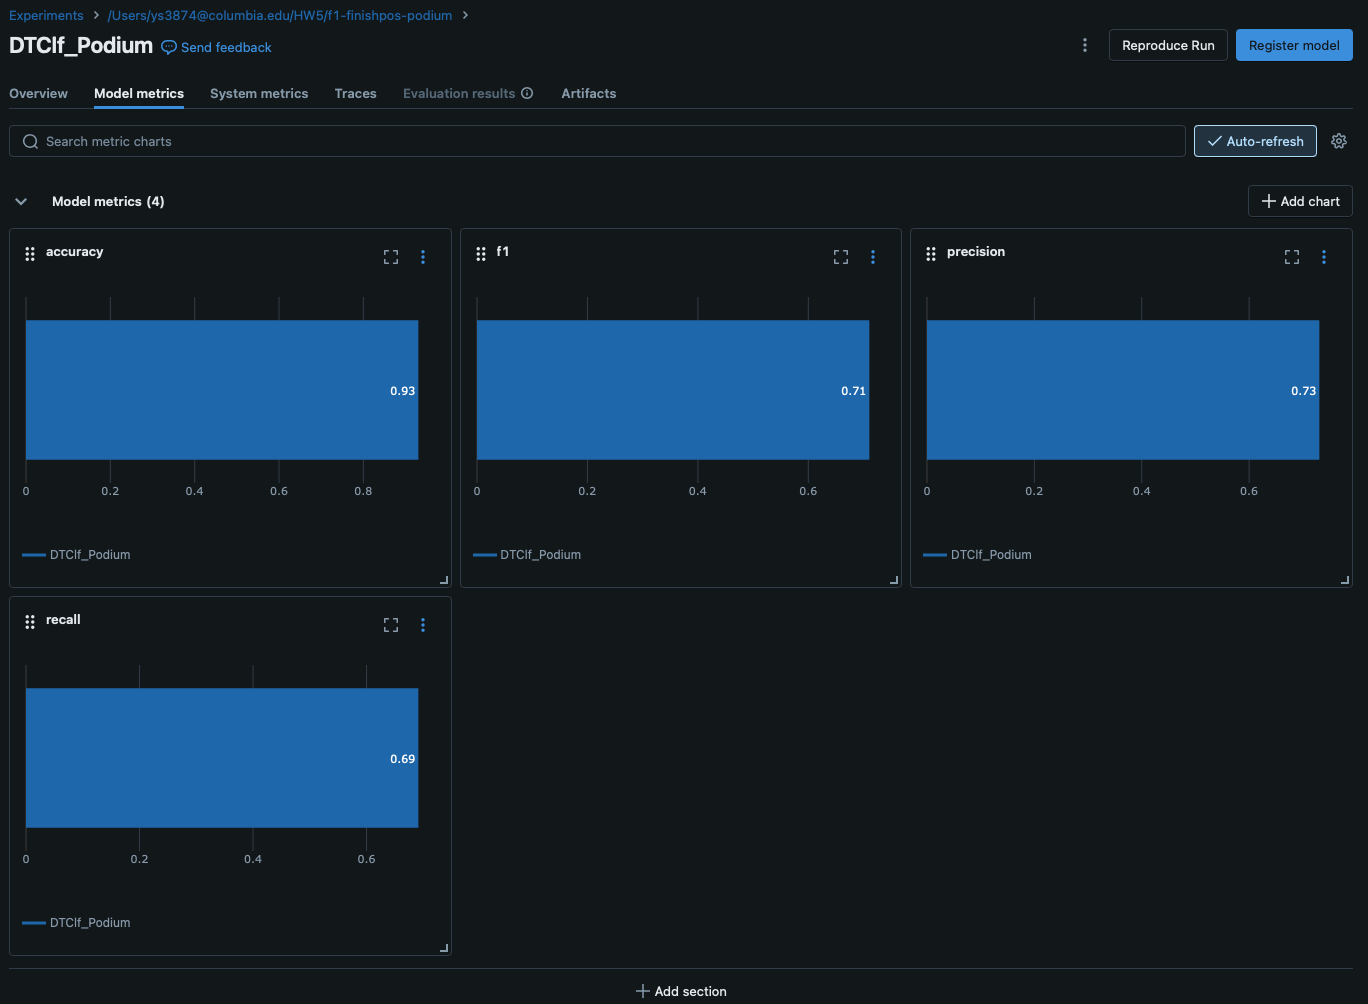 Experiments > /Users/ys3874@columbia.edu/HW5/f1-finishpos-podium >
DTClf_Podium Send feedback
Reproduce Run Register model
Overview Model metrics System metrics Traces Evaluation results Artifacts
Search metric charts Auto-refresh
Model metrics (4) Add chart
accuracy
0.93
0 0.2 0.4 0.6 0.8
DTClf_Podium
f1
0.71
0 0.2 0.4 0.6
DTClf_Podium
precision
0.73
0 0.2 0.4 0.6
DTClf_Podium
recall
0.69
0 0.2 0.4 0.6
DTClf_Podium
Add section